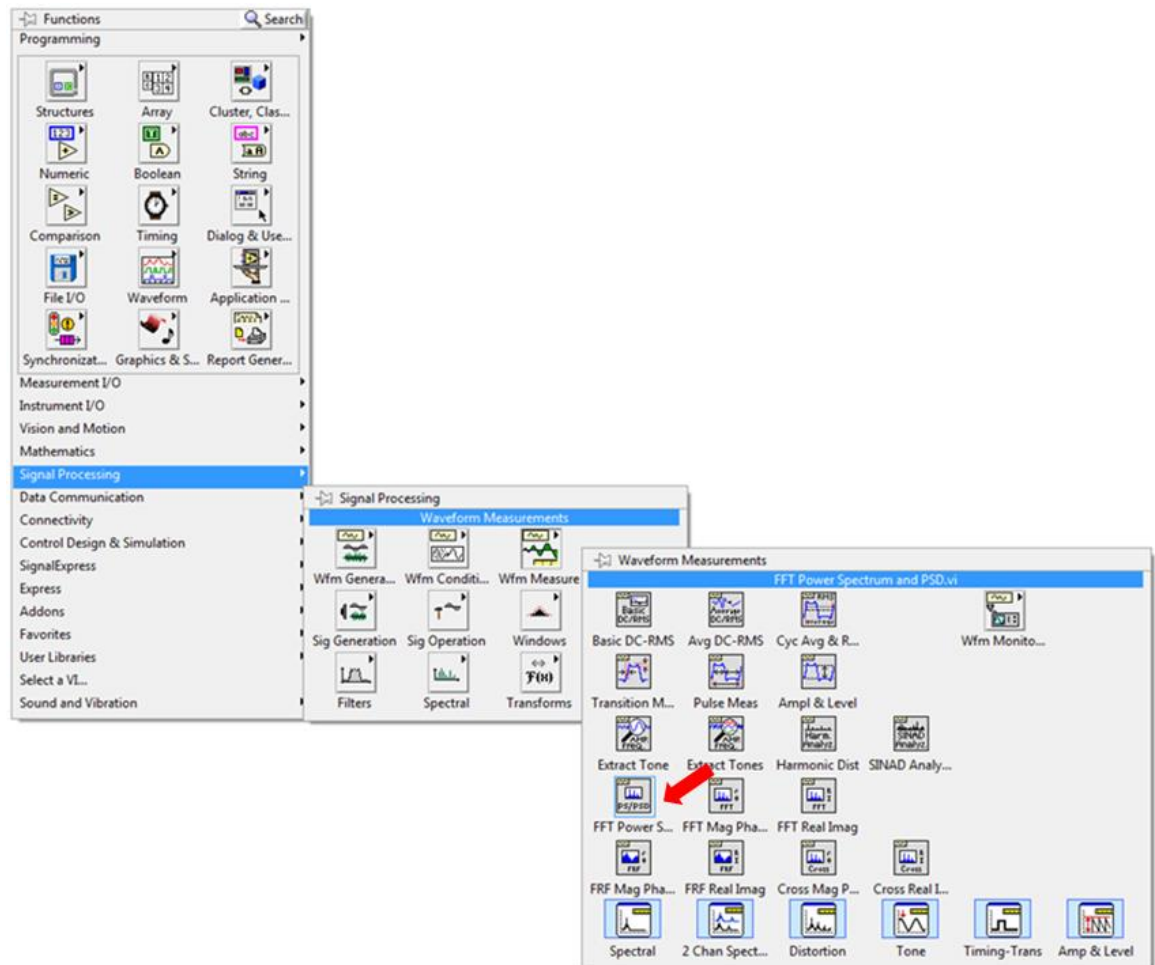 Functions Search
Programming
Structures Array Cluster, Clas...
Numeric Boolean String
Comparison Timing Dialog & Use...
File I/O Waveform Application ...
Synchronizat... Graphics & S... Report Gener...
Measurement I/O
Instrument I/O
Vision and Motion
Mathematics
Signal Processing
Data Communication
Connectivity
Control Design & Simulation
SignalExpress
Express
Addons
Favorites
User Libraries
Select a VI...
Sound and Vibration
Signal Processing
Waveform Measurements
Wfm Genera... Wfm Conditi... Wfm Measure
Sig Generation Sig Operation Windows
Filters Spectral Transforms
Waveform Measurements
FFT Power Spectrum and PSD.vi
Basic DC-RMS Avg DC-RMS Cyc Avg & R... Wfm Monito...
Transition M... Pulse Meas Ampl & Level
Extract Tone Extract Tones Harmonic Dist SINAD Analy...
FFT Power S... FFT Mag Pha... FFT Real Imag
FRF Mag Pha... FRF Real Imag Cross Mag P... Cross Real I...
Spectral 2 Chan Spect... Distortion Tone Timing-Trans Amp & Level